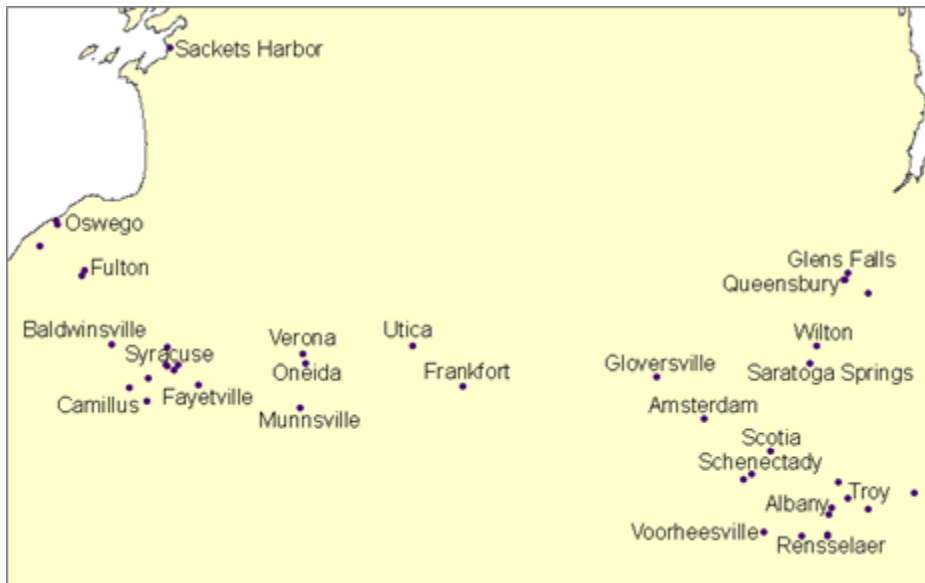 Sackets Harbor
Oswego
Fulton
Glens Falls
Queensbury
Baldwinsville
Utica
Wilton
Verona
Syracuse
Gloversville
Oneida
Frankfort
Saratoga Springs
Fayetville
Camillus
Amsterdam
Munnsville
Scotia
Schenectady
Troy
Albany
Voorheesville
Rensselaer